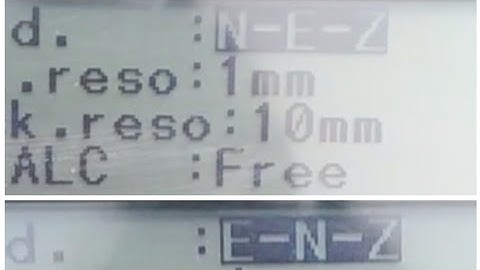 d. :N-E-Z
.reso:1mm
k.reso:10mm
ALC :Free
d. :E-N-Z